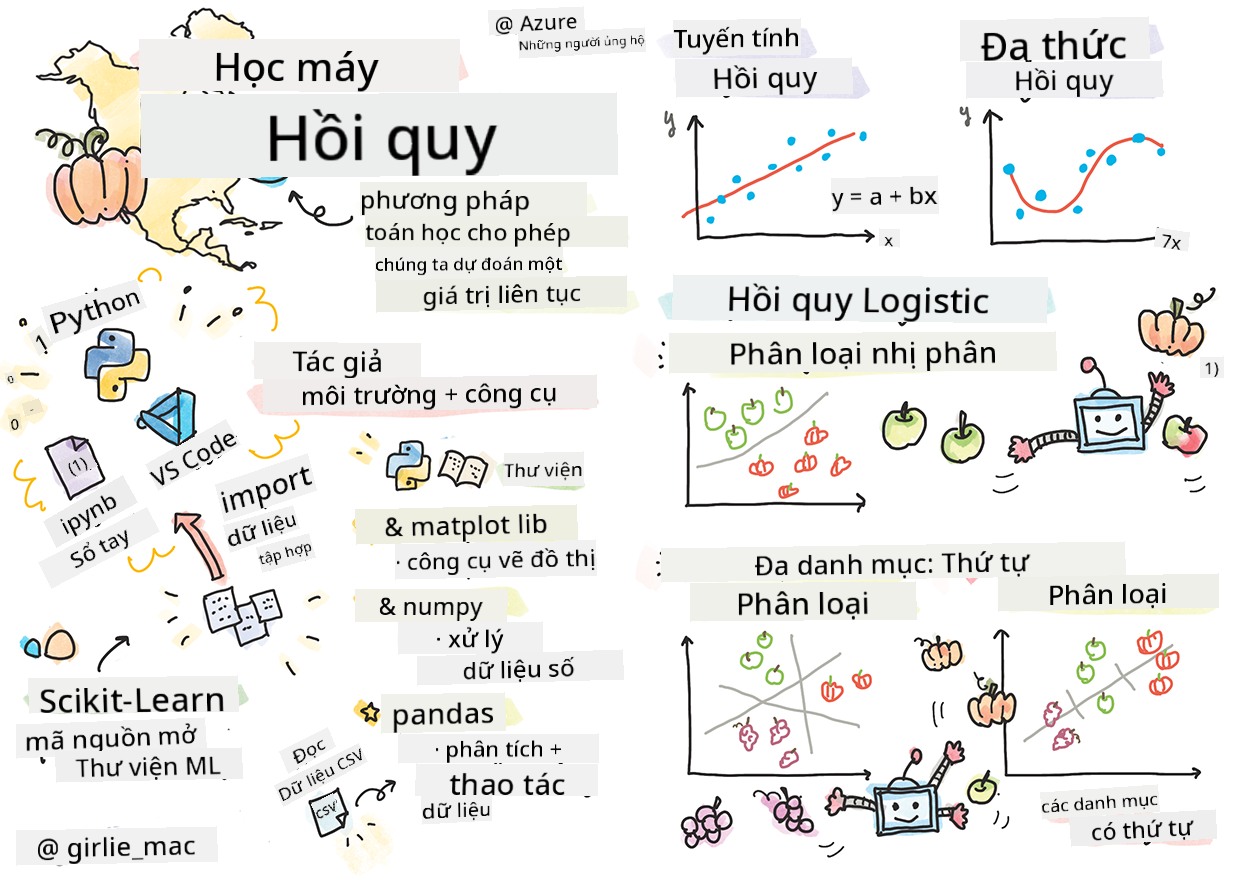 @ Azure
Những người ủng hộ
Học máy
Hồi quy
phương pháp
toán học cho phép
chúng ta dự đoán một
giá trị liên tục
1 Python
VS Code
(1)
ipynb
Sổ tay
import
dữ liệu
tập hợp
Scikit-Learn
mã nguồn mở
Thư viện ML
@ girlie_mac
Tác giả
môi trường + công cụ
Thư viện
& matplot lib
· công cụ vẽ đồ thị
& numpy
· xử lý
dữ liệu số
pandas
· phân tích +
thao tác
dữ liệu
Đọc
Dữ liệu CSV
CSV
Tuyến tính
Hồi quy
y
y = a + bx
x
Đa thức
Hồi quy
y
7x
Hồi quy Logistic
Phân loại nhị phân
1)
Đa danh mục: Thứ tự
Phân loại
Phân loại
các danh mục
có thứ tự